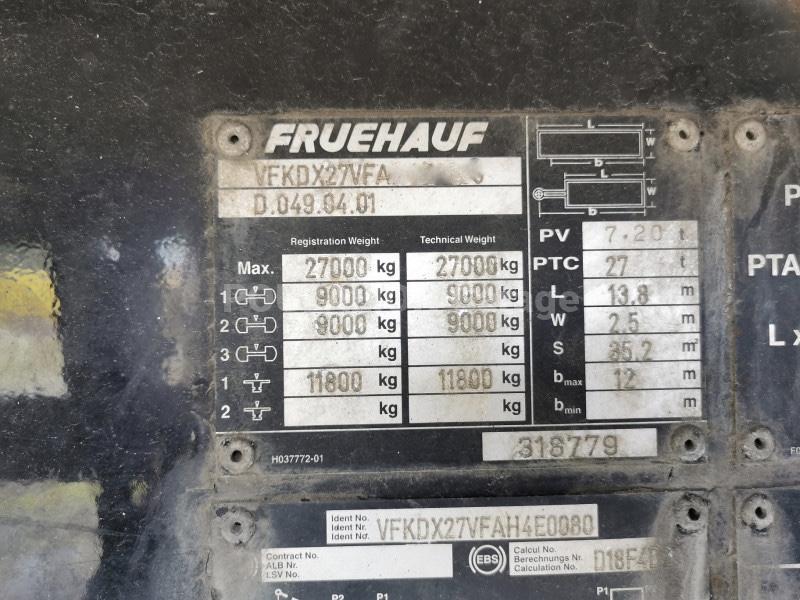 FRUEHAUF
VFKDX27VFA
D.049.04.01
Registration Weight Technical Weight
Max. 27000 kg 27000 kg
1 9000 kg 9000 kg
2 9000 kg 9000 kg
3 kg kg
1 11800 kg 11800 kg
2 kg kg
H037772-01
L
W
b
L
W
b
PV 7.20 t
PTC 27 t
L 13.8 m
W 2.5 m
S 35.2 m²
bmax 12 m
bmin m
318779
P
PTA
L x
Ident No.
Ident Nr.
Ident No.
VFKDX27VFAH4E0080
Contract No.
ALB Nr.
LSV No.
EBS
Calcul No.
Berechnungs Nr.
Calculation No.
D18F4
P2 P1 P1